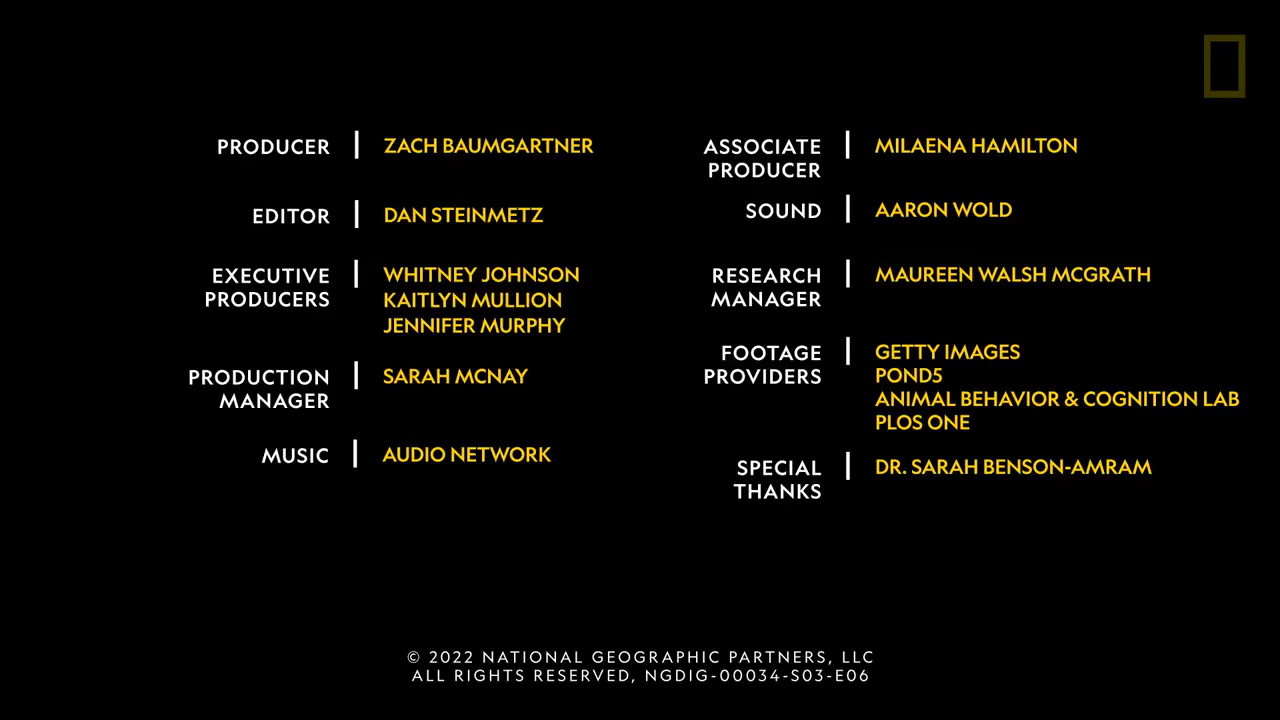 PRODUCER | ZACH BAUMGARTNER
EDITOR | DAN STEINMETZ
EXECUTIVE PRODUCERS | WHITNEY JOHNSON
KAITLYN MULLION
JENNIFER MURPHY
PRODUCTION MANAGER | SARAH MCNAY
MUSIC | AUDIO NETWORK
ASSOCIATE PRODUCER | MILAENA HAMILTON
SOUND | AARON WOLD
RESEARCH MANAGER | MAUREEN WALSH MCGRATH
FOOTAGE PROVIDERS | GETTY IMAGES
POND5
ANIMAL BEHAVIOR & COGNITION LAB
PLOS ONE
SPECIAL THANKS | DR. SARAH BENSON-AMRAM
© 2022 NATIONAL GEOGRAPHIC PARTNERS, LLC
ALL RIGHTS RESERVED, NGDIG-00034-S03-E06